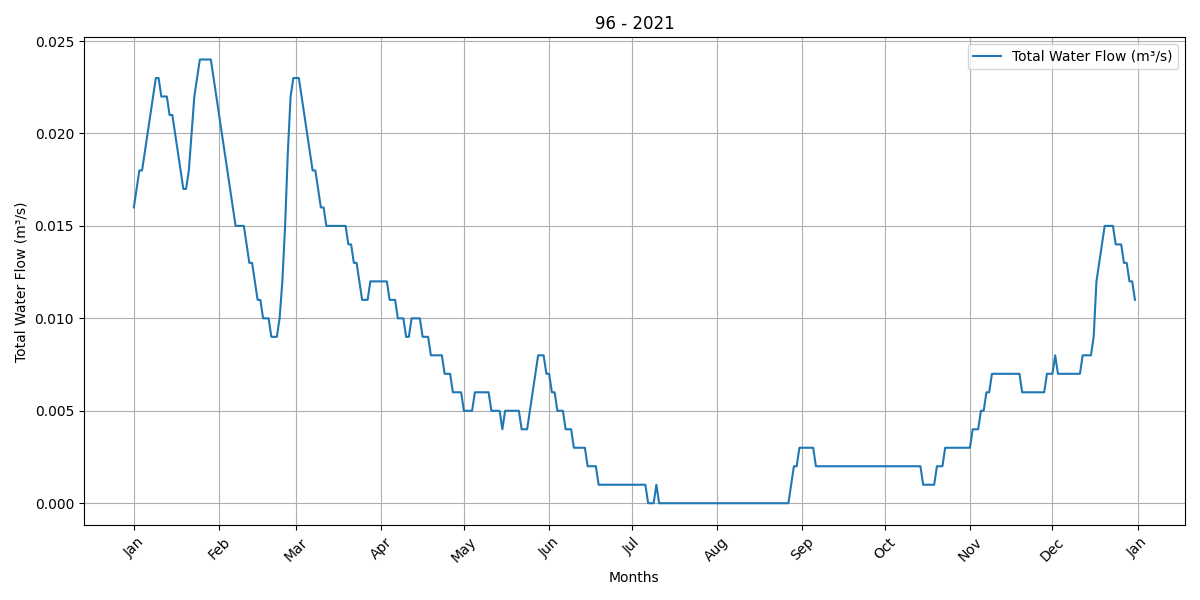 96 - 2021
Total Water Flow (m³/s)
0.025
0.020
0.015
0.010
0.005
0.000
Total Water Flow (m³/s)
Jan
Feb
Mar
Apr
May
Jun
Jul
Aug
Sep
Oct
Nov
Dec
Jan
Months